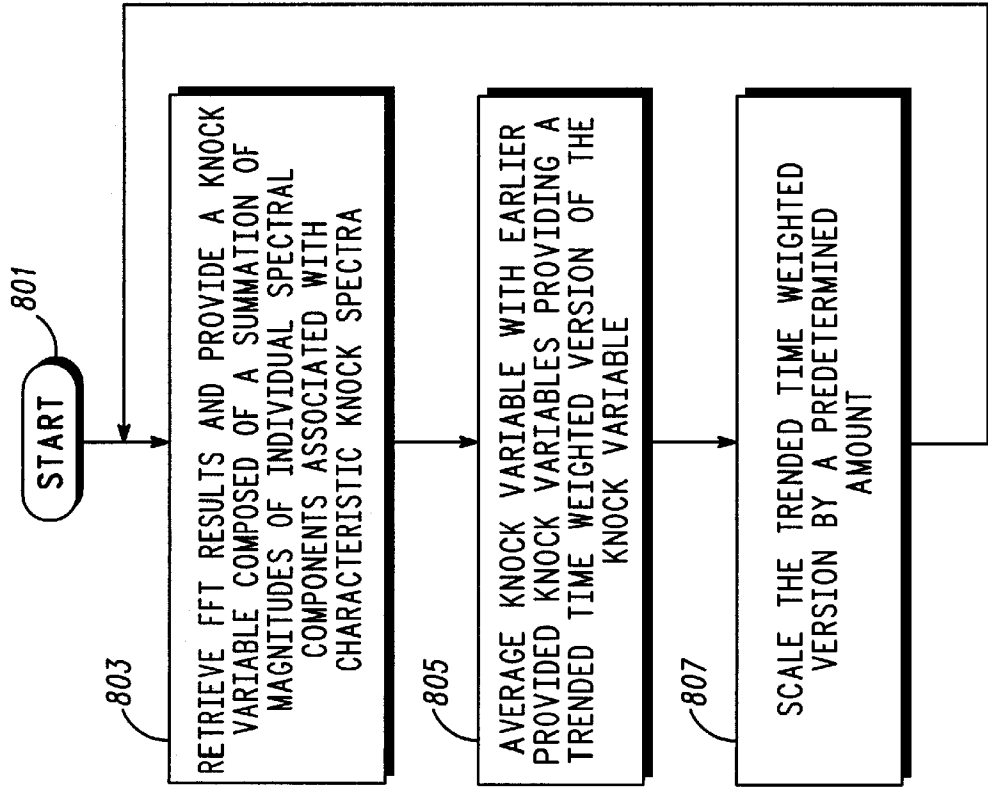 801
START
803
RETRIEVE FFT RESULTS AND PROVIDE A KNOCK
VARIABLE COMPOSED OF A SUMMATION OF
MAGNITUDES OF INDIVIDUAL SPECTRAL
COMPONENTS ASSOCIATED WITH
CHARACTERISTIC KNOCK SPECTRA
805
AVERAGE KNOCK VARIABLE WITH EARLIER
PROVIDED KNOCK VARIABLES PROVIDING A
TRENDED TIME WEIGHTED VERSION OF THE
KNOCK VARIABLE
807
SCALE THE TRENDED TIME WEIGHTED
VERSION BY A PREDETERMINED
AMOUNT